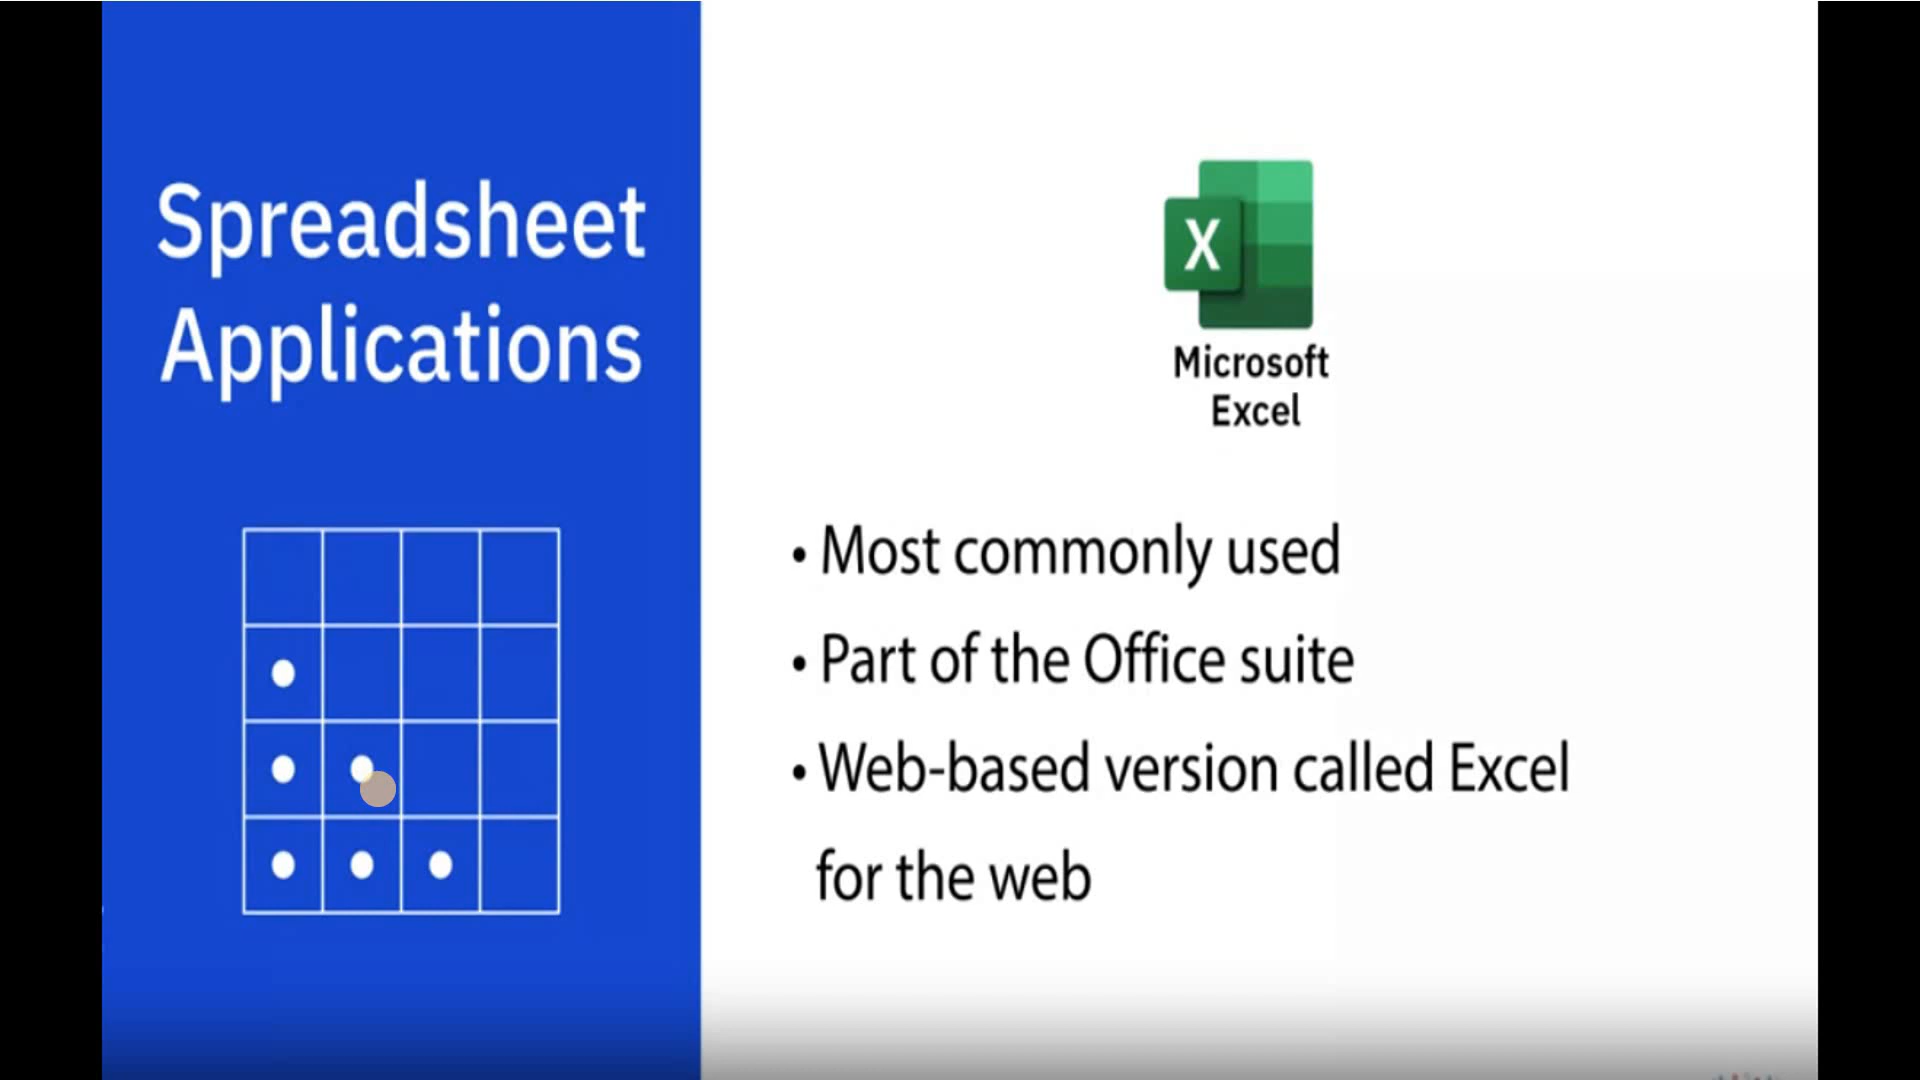 Spreadsheet
Applications
X
Microsoft
Excel
• Most commonly used
• Part of the Office suite
• Web-based version called Excel
for the web